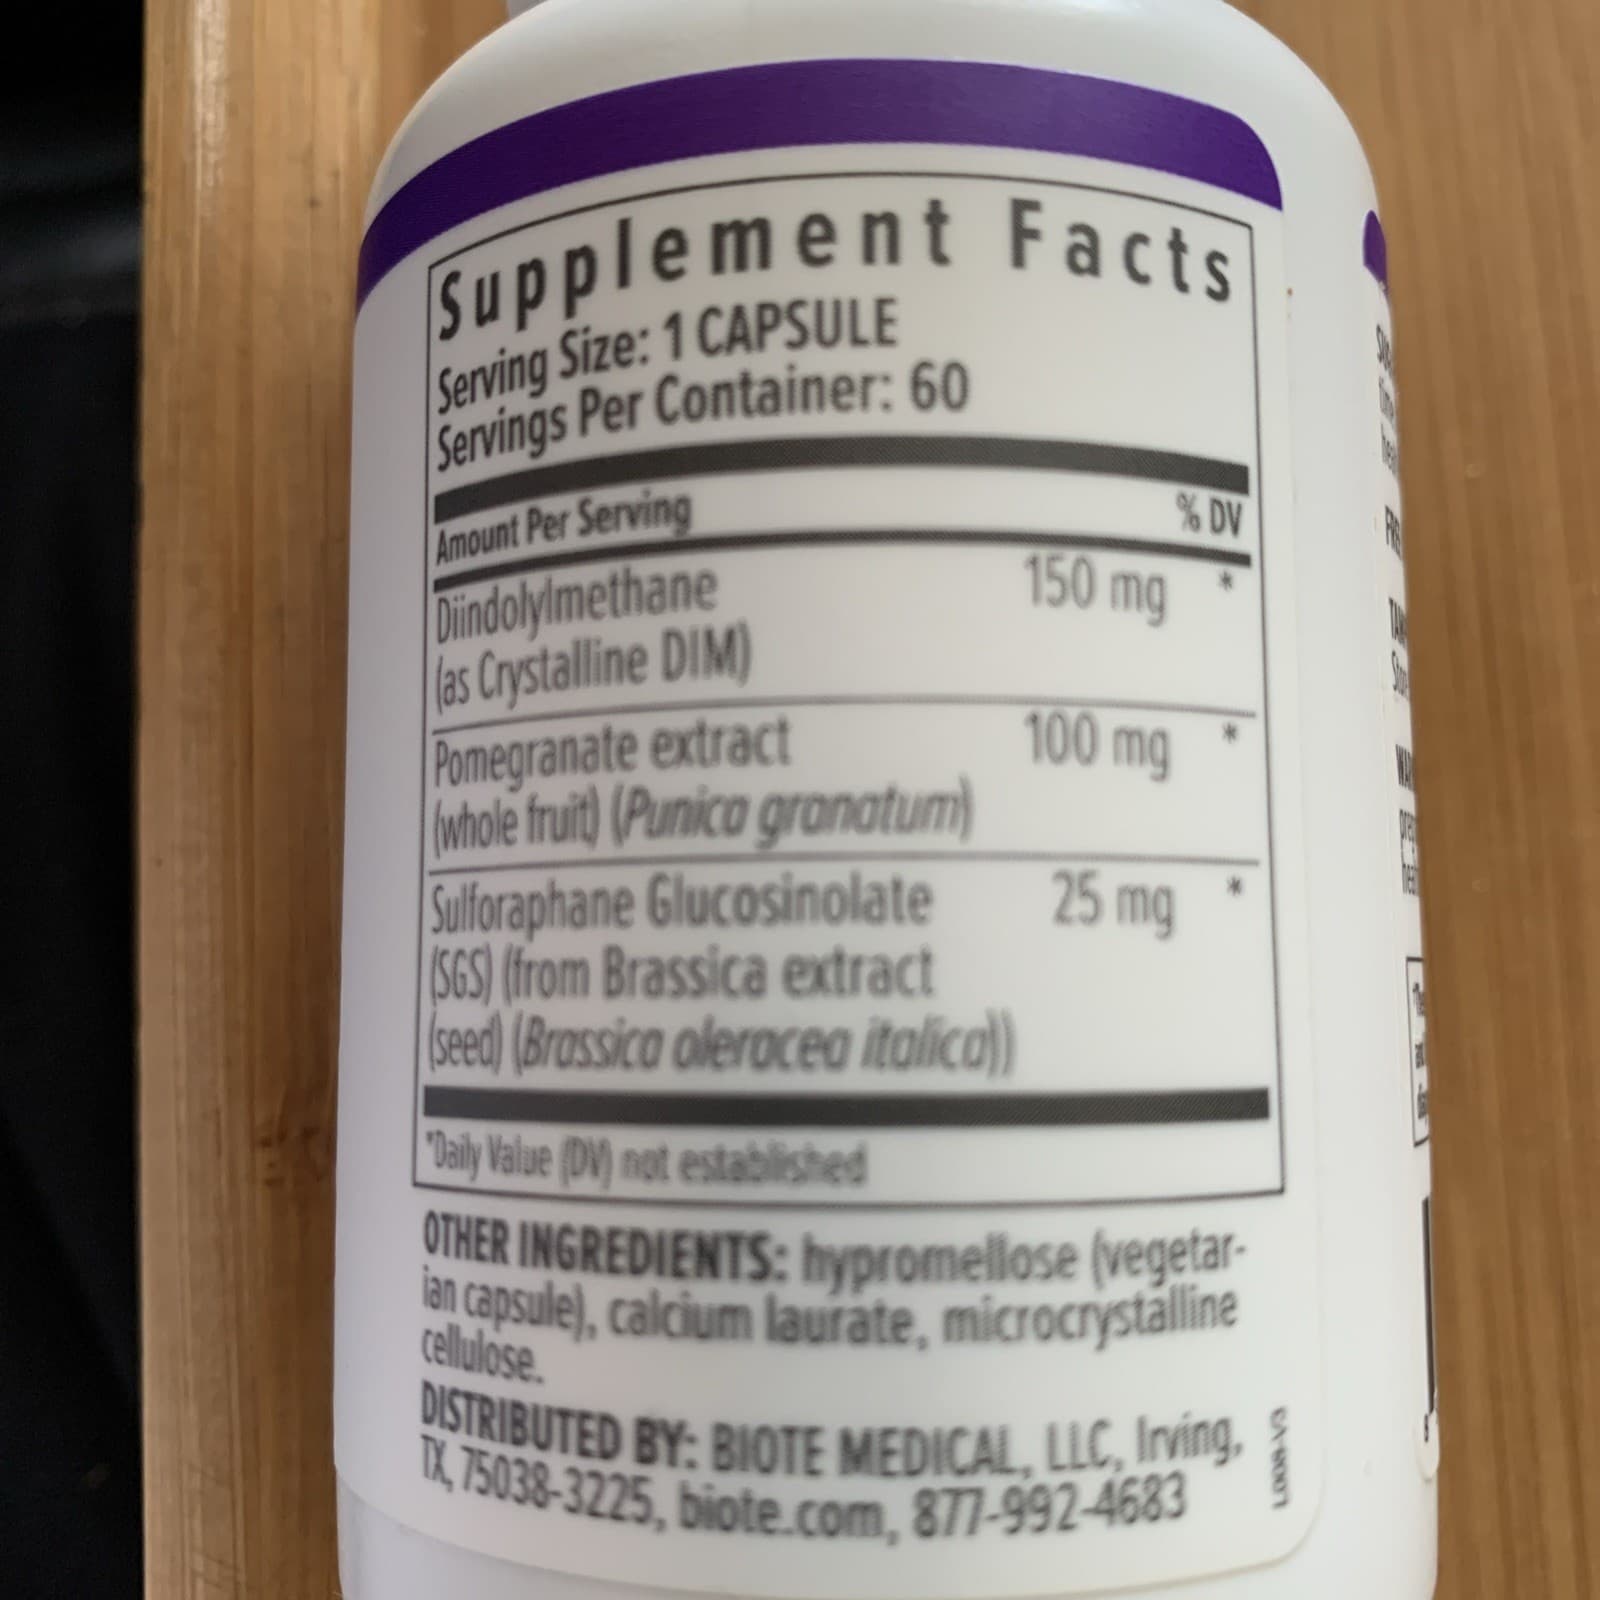 Supplement Facts
Serving Size: 1 CAPSULE
Servings Per Container: 60
Amount Per Serving % DV
Diindolylmethane 150 mg *
(as Crystalline DIM)
Pomegranate extract 100 mg *
(whole fruit) (Punica granatum)
Sulforaphane Glucosinolate 25 mg *
(SGS) (from Brassica extract
(seed) (Brassica oleracea italica))
*Daily Value (DV) not established
OTHER INGREDIENTS: hypromellose (vegetar-
ian capsule), calcium laurate, microcrystalline
cellulose.
DISTRIBUTED BY: BIOTE MEDICAL, LLC, Irving,
TX, 75038-3225, biote.com, 877-992-4683